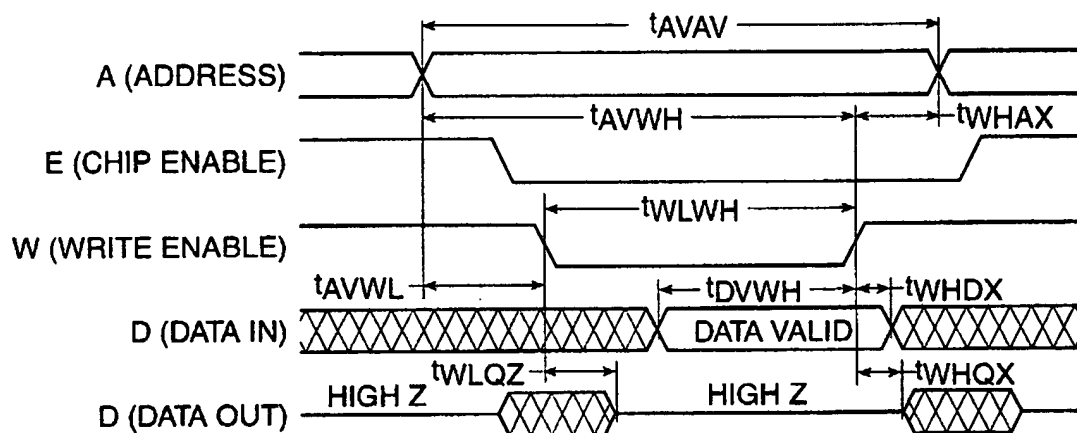 tAVAV
A (ADDRESS)
tAVWH
tWHAX
E (CHIP ENABLE)
tWLWH
W (WRITE ENABLE)
tAVWL
tDVWH
tWHDX
D (DATA IN)
DATA VALID
tWLQZ
tWHQX
HIGH Z
HIGH Z
D (DATA OUT)